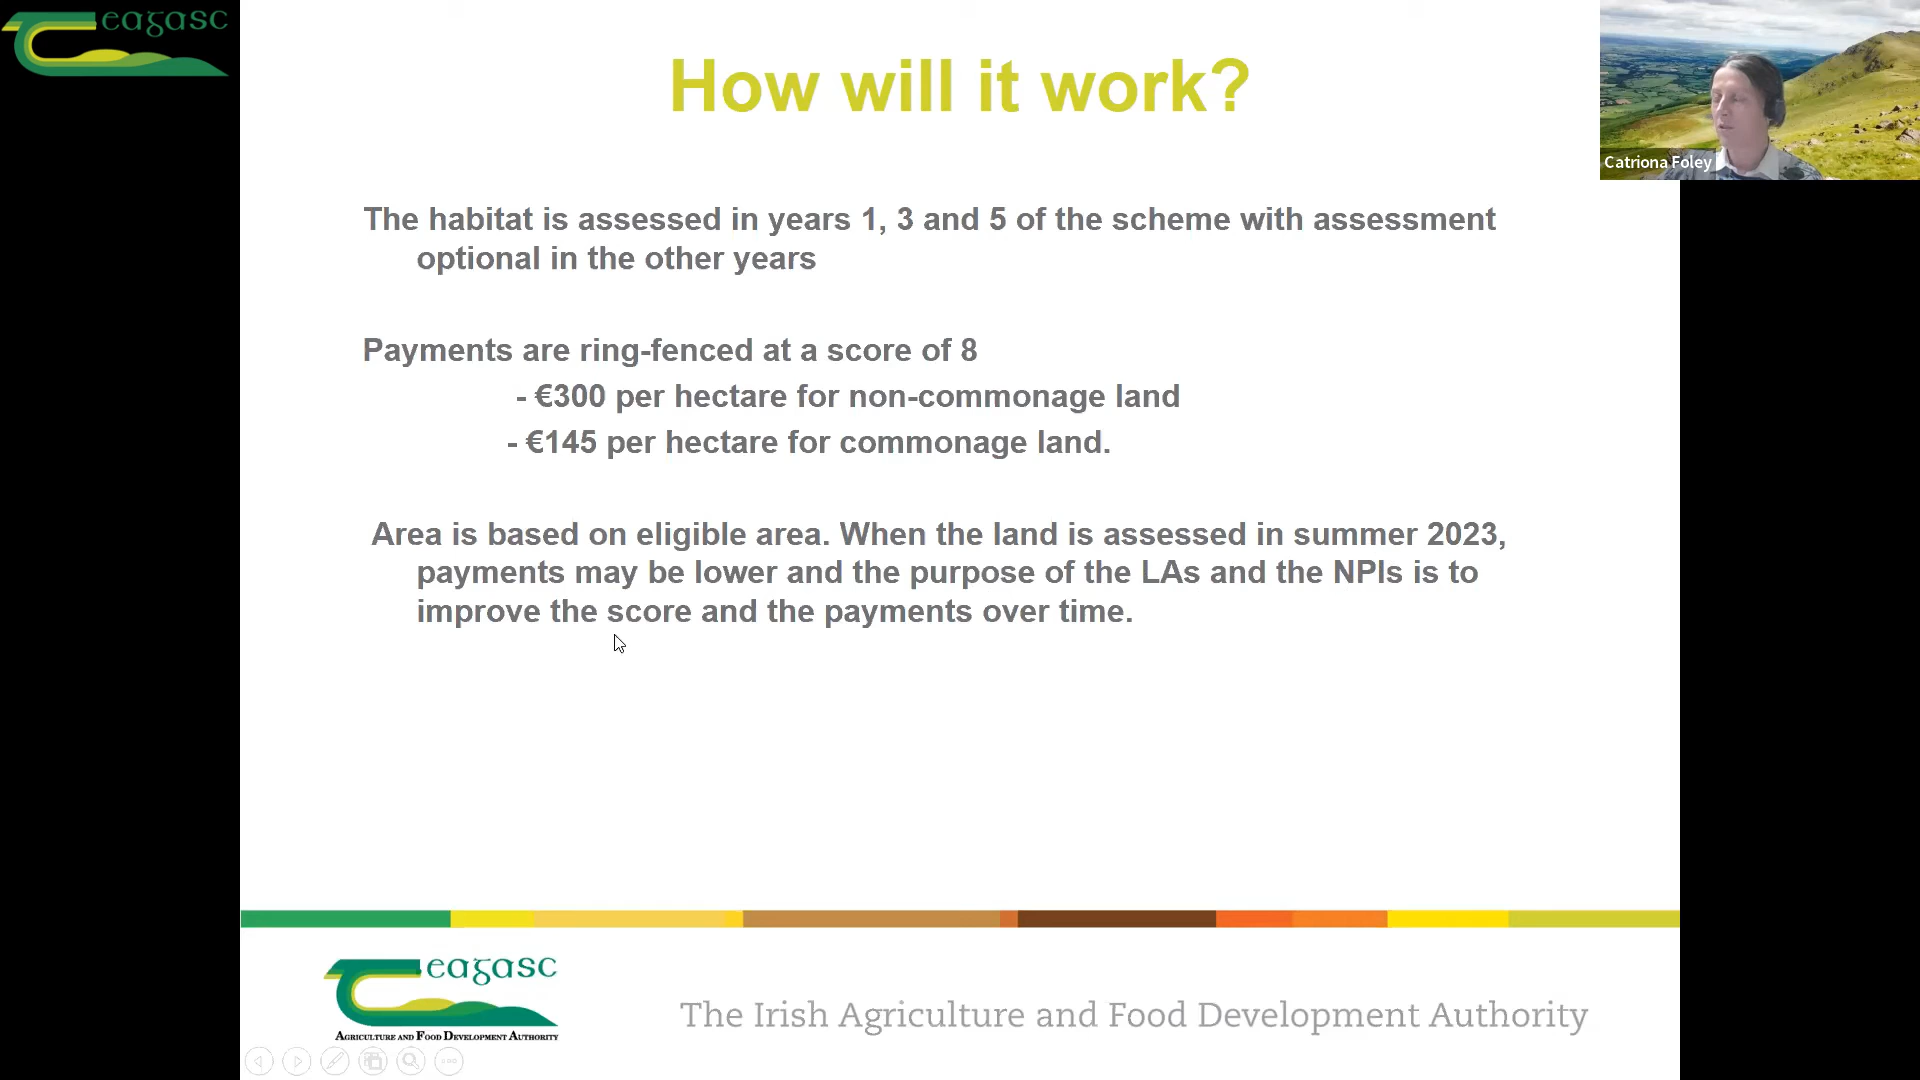 eagasc
How will it work?
Catriona Foley
The habitat is assessed in years 1, 3 and 5 of the scheme with assessment
optional in the other years
Payments are ring-fenced at a score of 8
- €300 per hectare for non-commonage land
- €145 per hectare for commonage land.
Area is based on eligible area. When the land is assessed in summer 2023,
payments may be lower and the purpose of the LAs and the NPIs is to
improve the score and the payments over time.
eagasc
AGRICULTURE AND FOOD DEVELOPMENT AUTHORITY
The Irish Agriculture and Food Development Authority